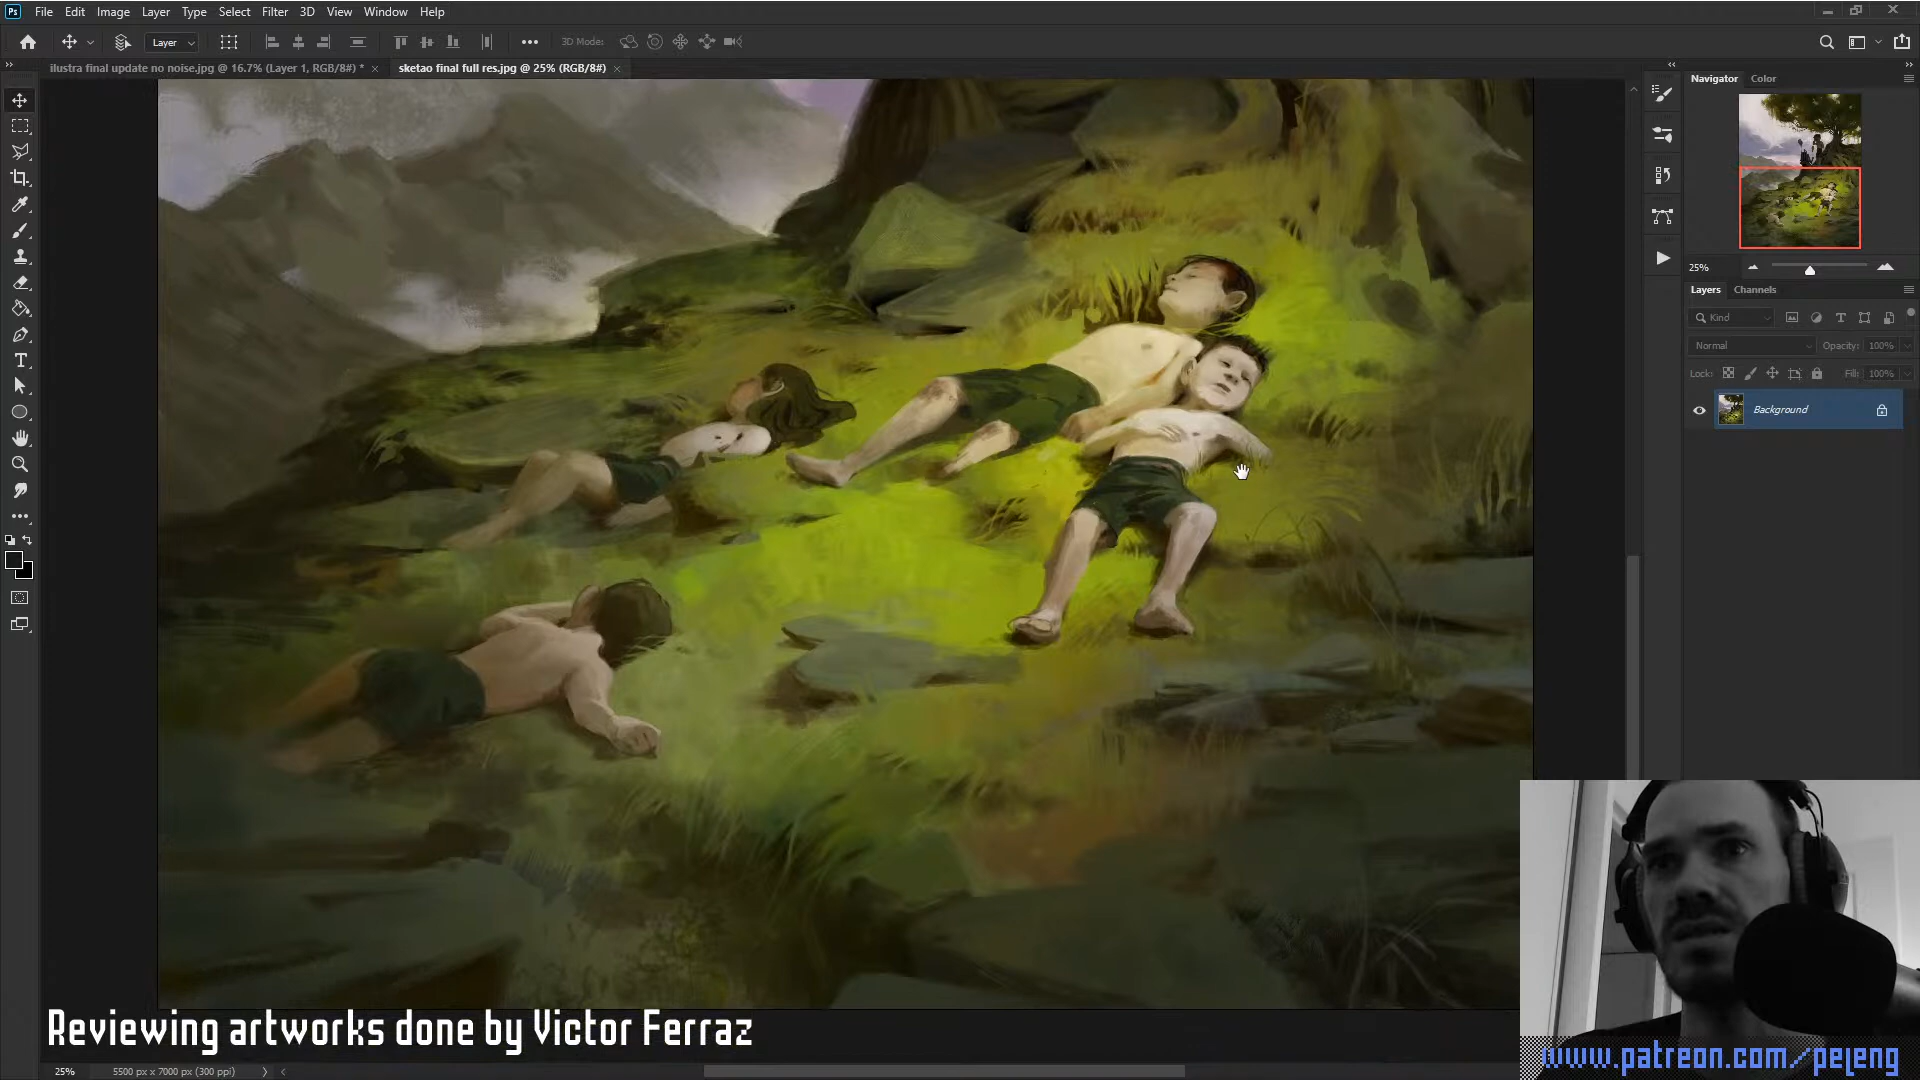 Ps File Edit Image Layer Type Select Filter 3D View Window Help
Layer
3D Mode:
ilustra final update no noise.jpg @ 16.7% (Layer 1, RGB/8#) *
sketao final full res.jpg @ 25% (RGB/8#)
Navigator Color
25%
Layers Channels
Kind
Normal Opacity: 100%
Lock: Fill: 100%
Background
Reviewing artworks done by Victor Ferraz
www.patreon.com/peleng
25% 5500 px x 7000 px (300 ppi)